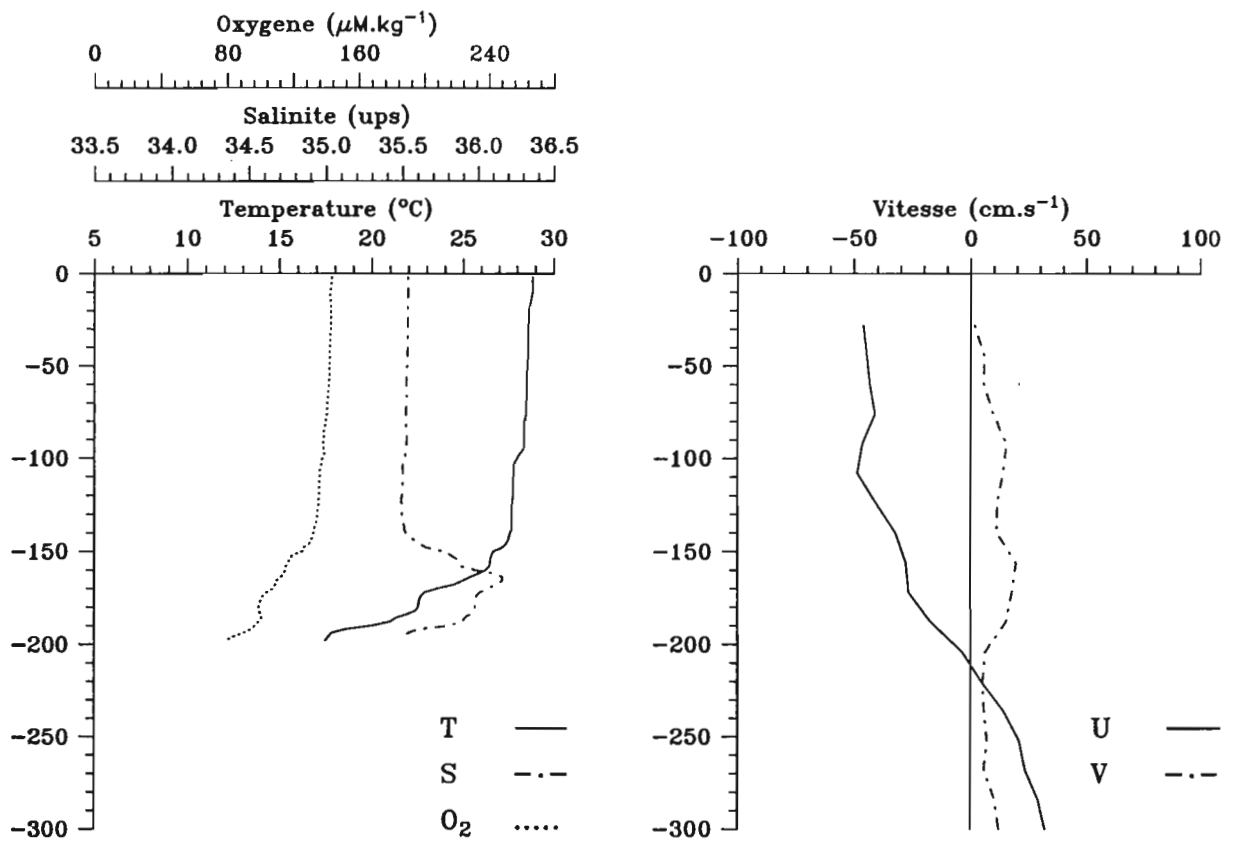 Oxygene (μM.kg⁻¹)
0 80 160 240
Salinite (ups)
33.5 34.0 34.5 35.0 35.5 36.0 36.5
Temperature (°C)
5 10 15 20 25 30
0
-50
-100
-150
-200
-250
-300
T
S
O₂
Vitesse (cm.s⁻¹)
-100 -50 0 50 100
0
-50
-100
-150
-200
-250
-300
U
V